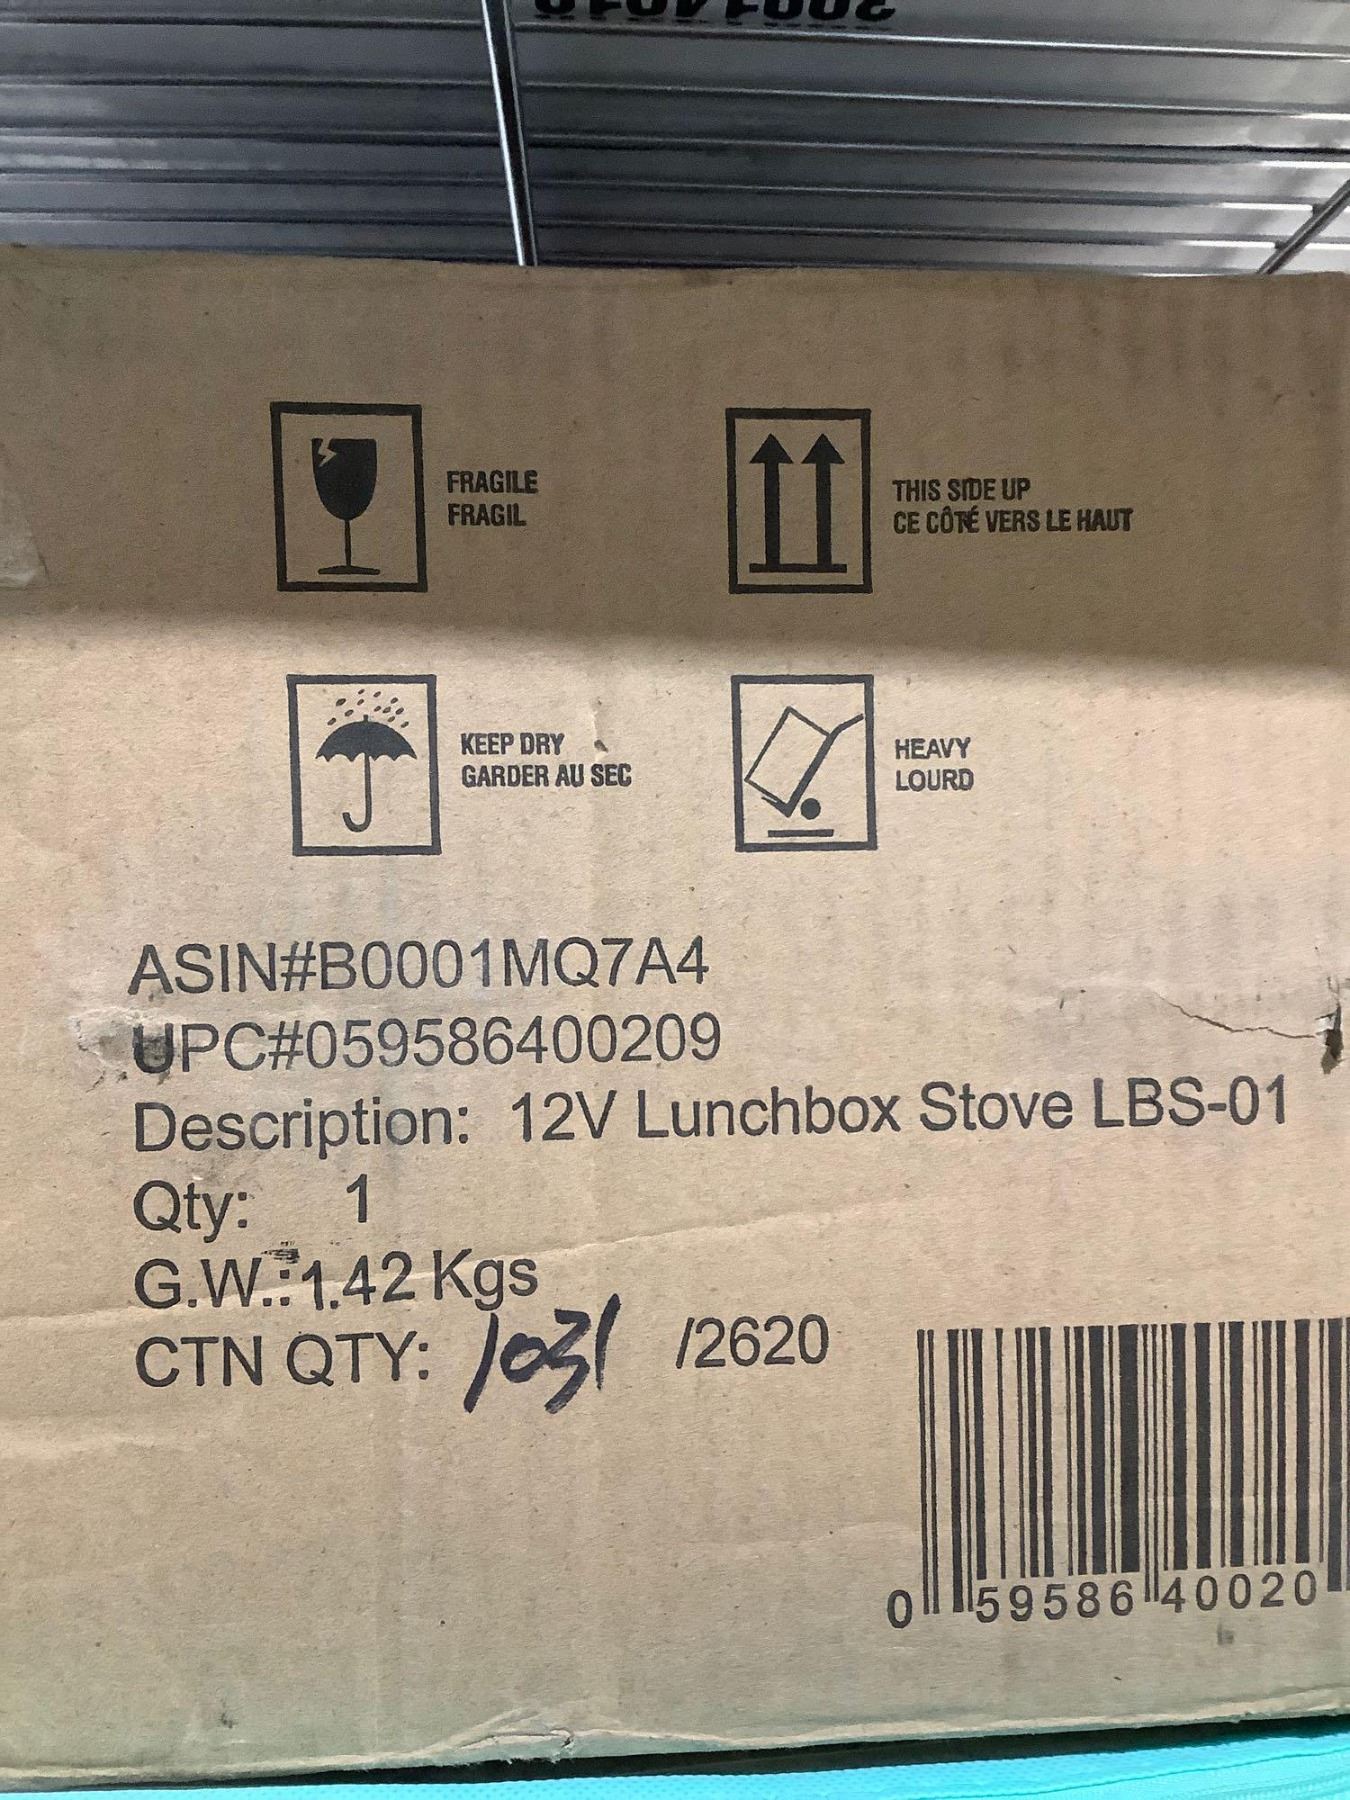 FRAGILE
FRAGIL
THIS SIDE UP
CE CÔTÉ VERS LE HAUT
KEEP DRY
GARDER AU SEC
HEAVY
LOURD
ASIN#B0001MQ7A4
UPC#059586400209
Description: 12V Lunchbox Stove LBS-01
Qty: 1
G.W.:1.42 Kgs
CTN QTY: 1031 /2620
0 59586 40020